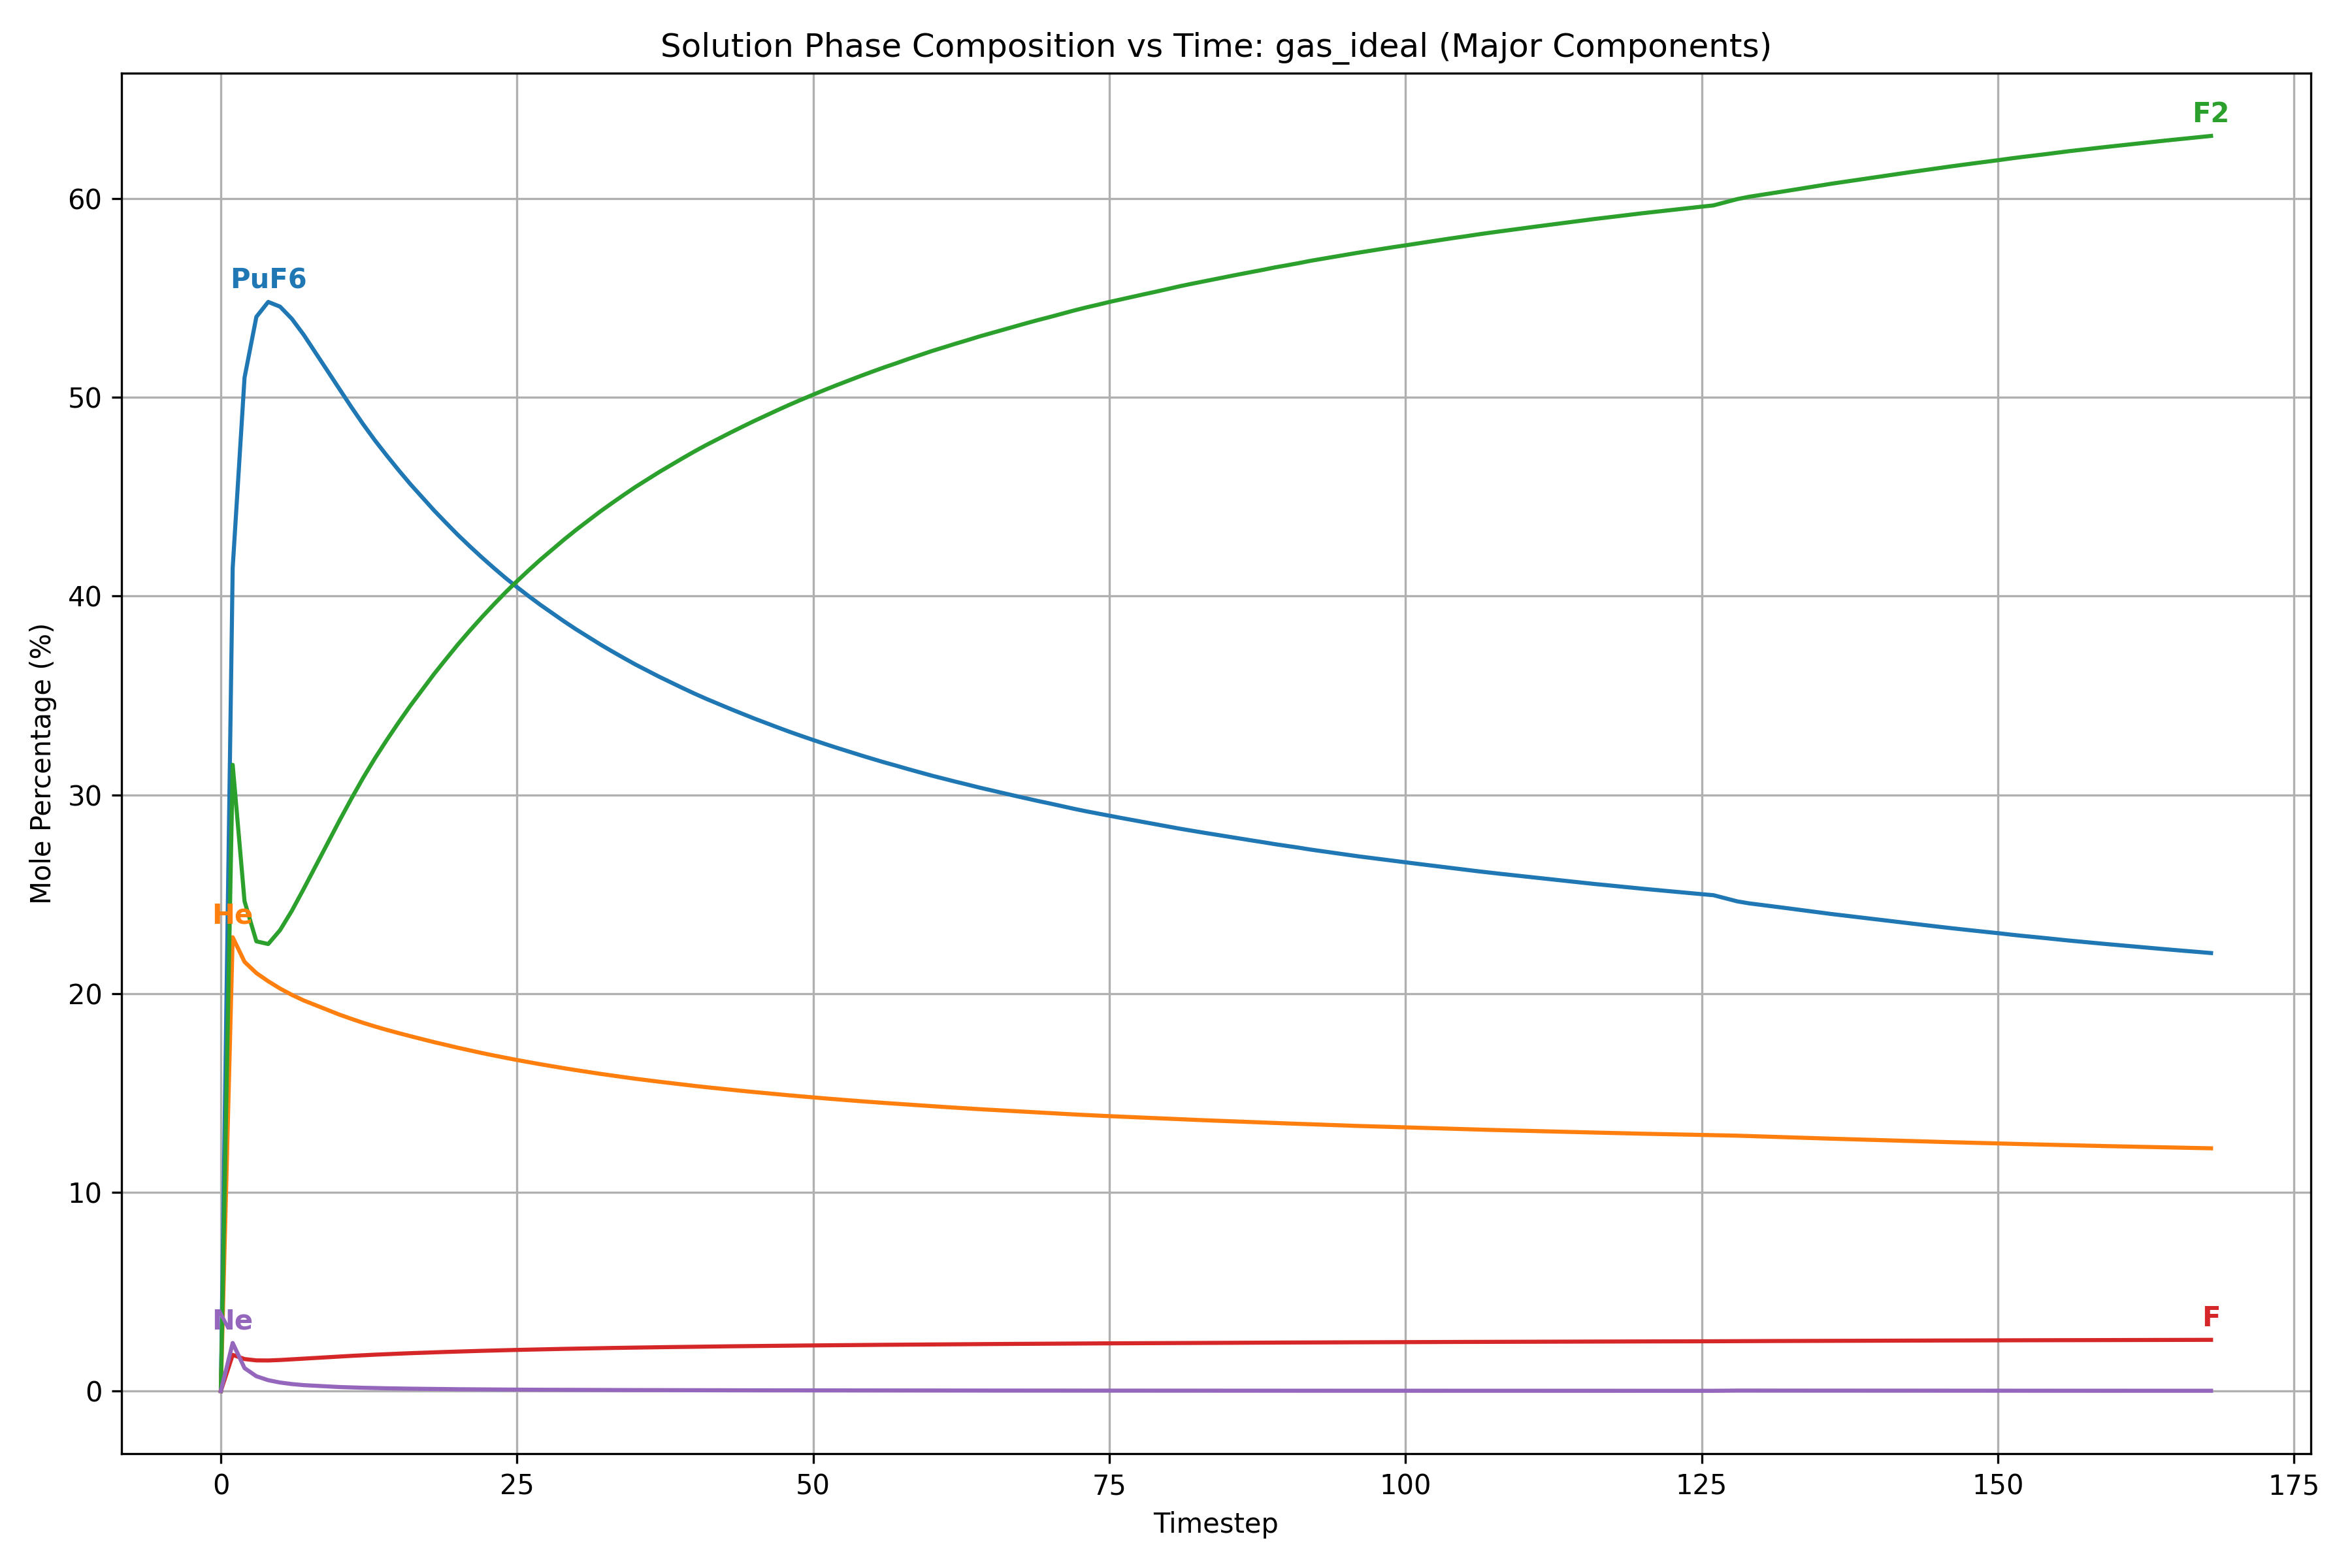 Solution Phase Composition vs Time: gas_ideal (Major Components)
F2
60
PuF6
50
Mole Percentage (%)
40
30
He
20
10
Ne
F
0
0 25 50 75 100 125 150 175
Timestep